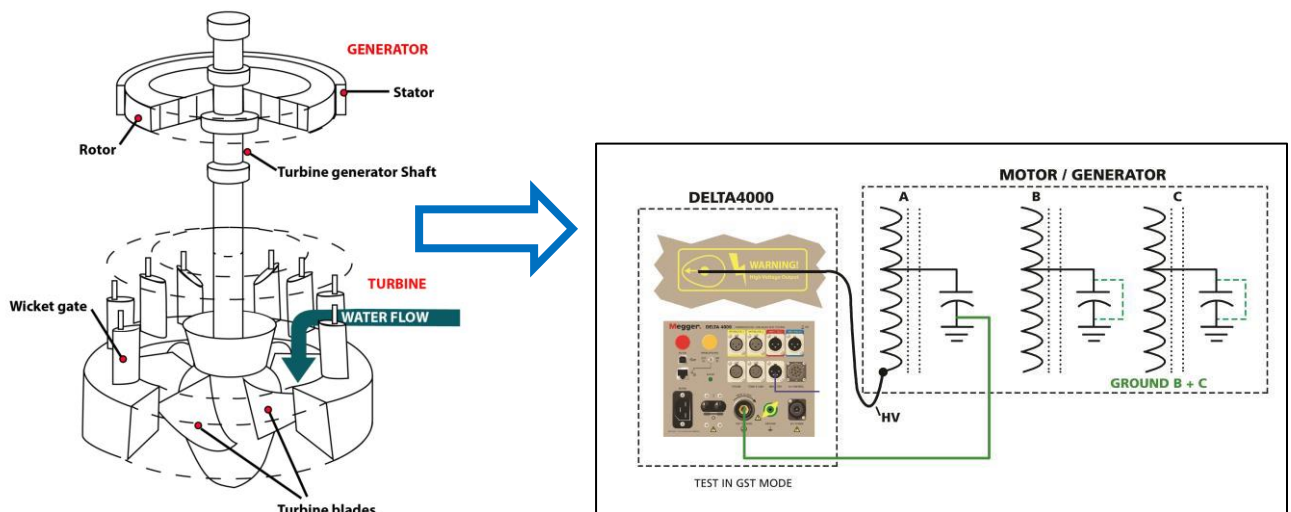 GENERATOR
Stator
Rotor
Turbine generator Shaft
TURBINE
Wicket gate
WATER FLOW
Turbine blades
MOTOR / GENERATOR
DELTA4000
A
B
C
WARNING!
High Voltage Output
Megger.
DELTA 4000
GROUND B + C
HV
TEST IN GST MODE